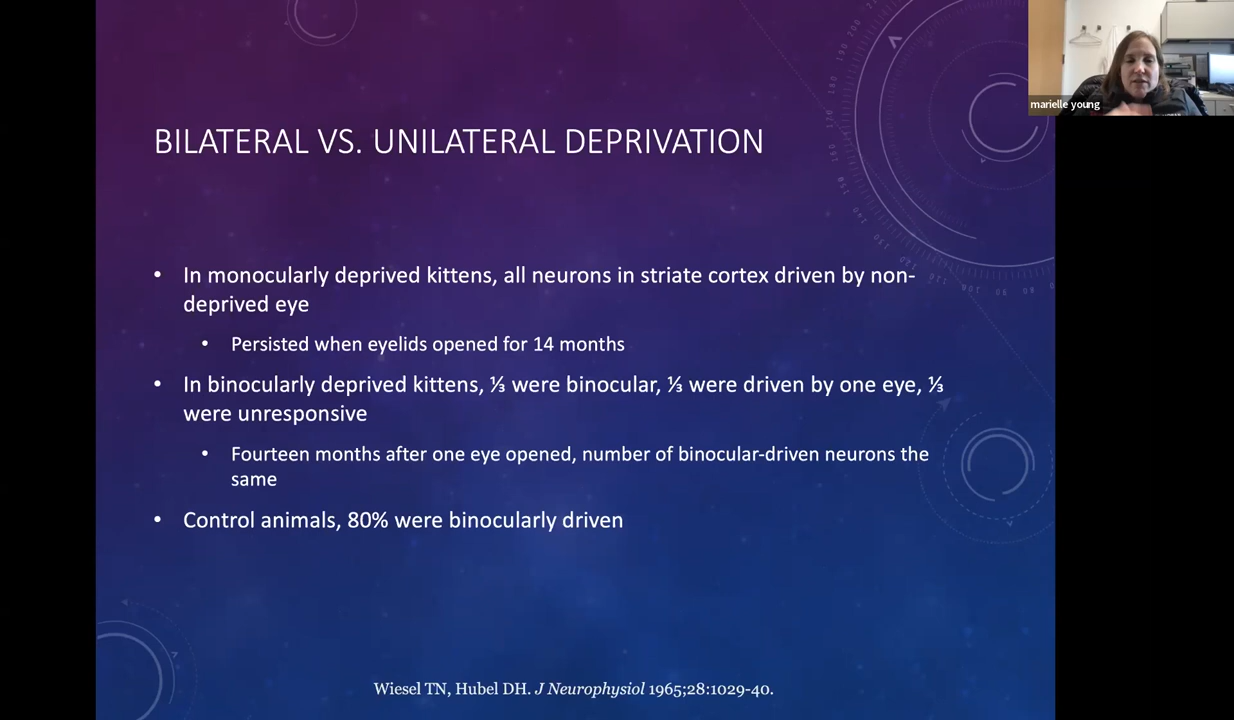 marielle young
BILATERAL VS. UNILATERAL DEPRIVATION
• In monocularly deprived kittens, all neurons in striate cortex driven by non-
deprived eye
• Persisted when eyelids opened for 14 months
• In binocularly deprived kittens, ⅓ were binocular, ⅓ were driven by one eye, ⅓
were unresponsive
• Fourteen months after one eye opened, number of binocular-driven neurons the
same
• Control animals, 80% were binocularly driven
Wiesel TN, Hubel DH. J Neurophysiol 1965;28:1029-40.